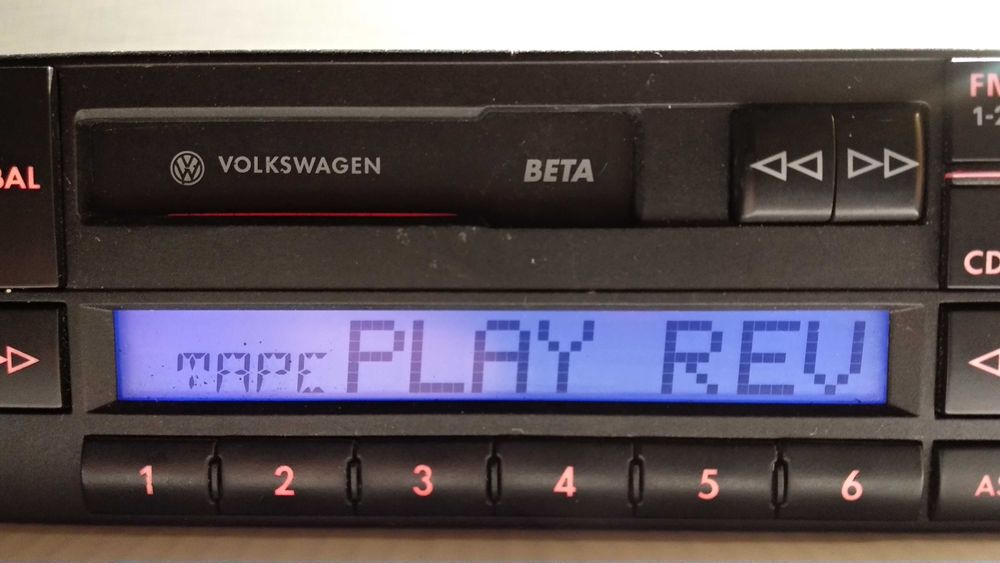 VOLKSWAGEN BETA
BAL
FM
1-2
CD
TAPE PLAY REV
1 2 3 4 5 6
AS